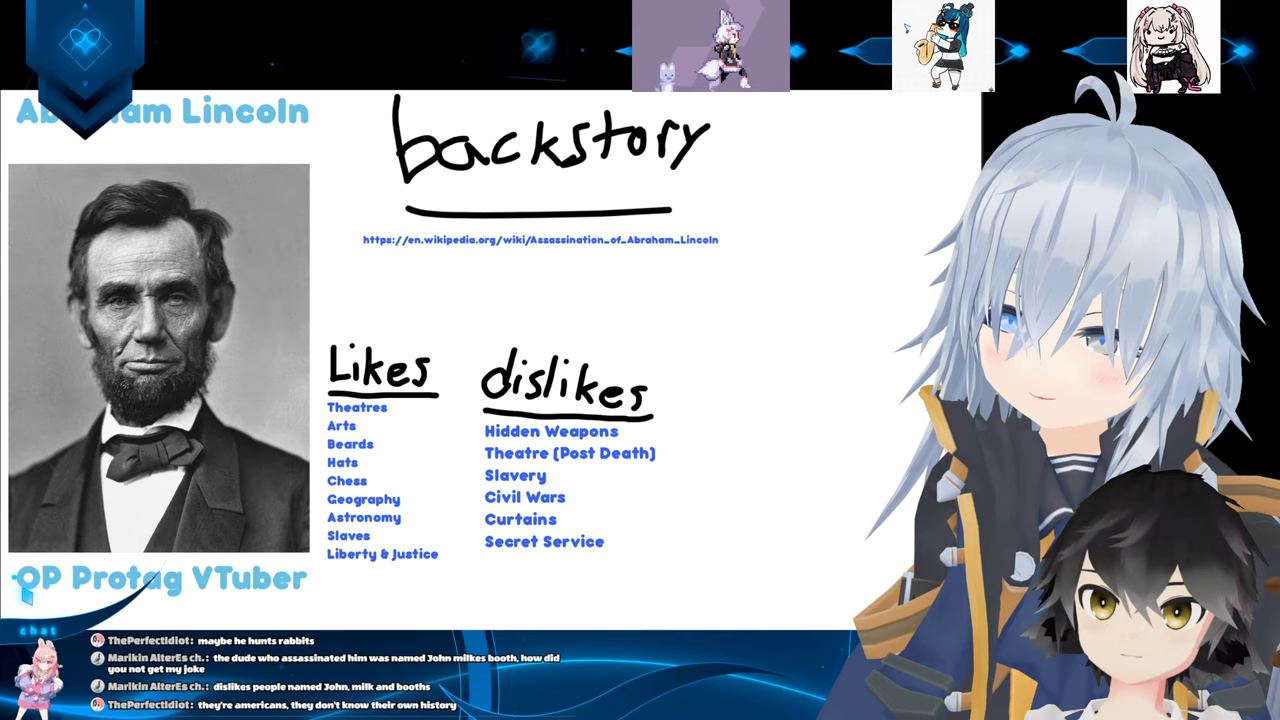 Abraham Lincoln
backstory
https://en.wikipedia.org/wiki/Assassination_of_Abraham_Lincoln
Likes
Theatres
Arts
Beards
Hats
Chess
Geography
Astronomy
Slaves
Liberty & Justice
dislikes
Hidden Weapons
Theatre (Post Death)
Slavery
Civil Wars
Curtains
Secret Service
OP Protag VTuber
chat
ThePerfectIdiot: maybe he hunts rabbits
Marikin AlterEs ch.: the dude who assassinated him was named John milkes booth, how did
you not get my joke
Marikin AlterEs ch.: dislikes people named John, milk and booths
ThePerfectIdiot: they're americans, they don't know their own history